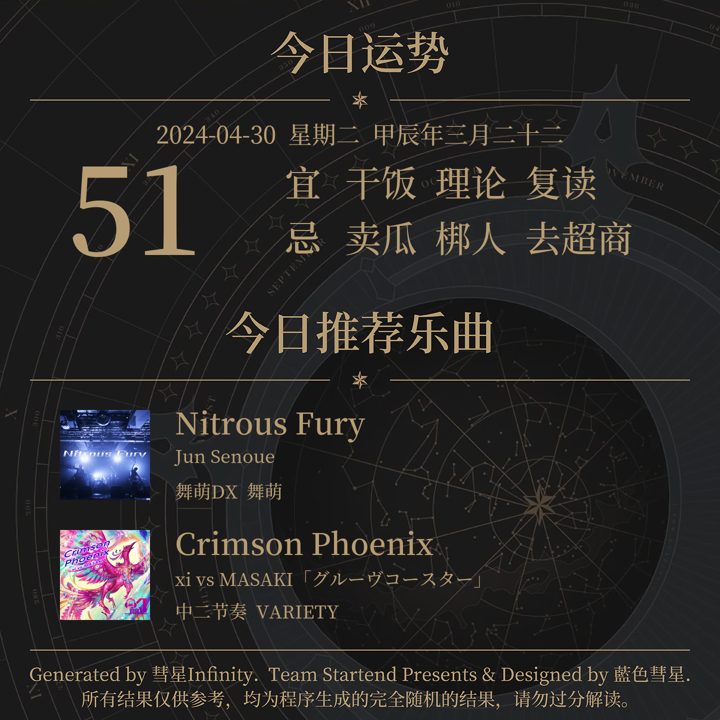 今日运势
2024-04-30 星期二 甲辰年三月二十二
51
宜 干饭 理论 复读
忌 卖瓜 梆人 去超商
今日推荐乐曲
Nitrous Fury
Jun Senoue
舞萌DX 舞萌
Nitrous Fury
Crimson Phoenix
xi vs MASAKI「グルーヴコースター」
中二节奏 VARIETY
Crimson Phoenix
Generated by 彗星Infinity. Team Startend Presents & Designed by 藍色彗星.
所有结果仅供参考，均为程序生成的完全随机的结果，请勿过分解读。
SEPTEMBER